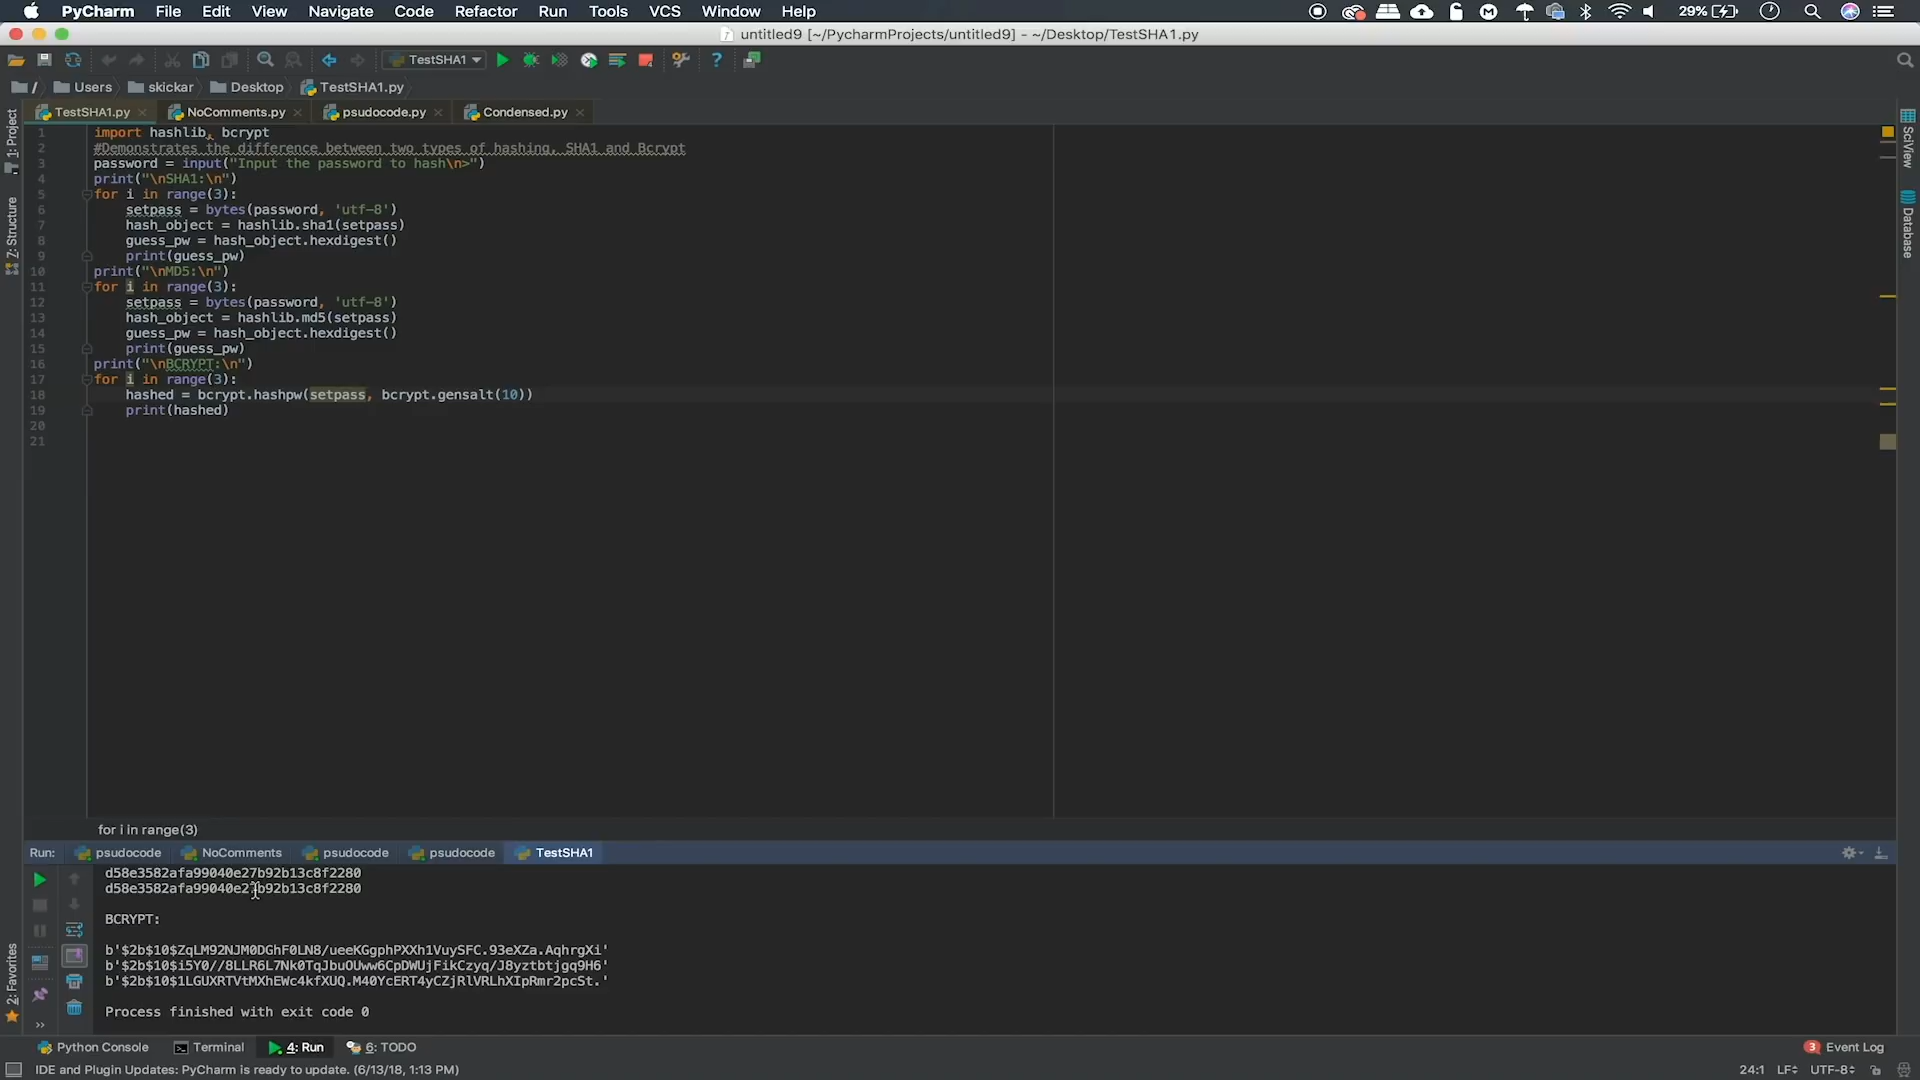 PyCharm File Edit View Navigate Code Refactor Run Tools VCS Window Help 29%
untitled9 [~/PycharmProjects/untitled9] - ~/Desktop/TestSHA1.py
TestSHA1
/ Users skickar Desktop TestSHA1.py
TestSHA1.py NoComments.py psudocode.py Condensed.py
1 import hashlib, bcrypt
2 #Demonstrates the difference between two types of hashing, SHA1 and Bcrypt
3 password = input("Input the password to hash\n>")
4 print("\nSHA1:\n")
5 for i in range(3):
6 setpass = bytes(password, 'utf-8')
7 hash_object = hashlib.sha1(setpass)
8 guess_pw = hash_object.hexdigest()
9 print(guess_pw)
10 print("\nMD5:\n")
11 for i in range(3):
12 setpass = bytes(password, 'utf-8')
13 hash_object = hashlib.md5(setpass)
14 guess_pw = hash_object.hexdigest()
15 print(guess_pw)
16 print("\nBCRYPT:\n")
17 for i in range(3):
18 hashed = bcrypt.hashpw(setpass, bcrypt.gensalt(10))
19 print(hashed)
20
21
1: Project
7: Structure
2: Favorites
SciView
Database
for i in range(3)
Run: psudocode NoComments psudocode psudocode TestSHA1
d58e3582afa99040e27b92b13c8f2280
d58e3582afa99040e27b92b13c8f2280
BCRYPT:
b'$2b$10$ZqLM92NJM0DGhF0LN8/ueeKGgphPXXh1VuySFC.93eXZa.AqhrgXi'
b'$2b$10$i5Y0//8LLR6L7Nk0TqJbuOUww6CpDWUjFikCzyq/J8yztbtjgq9H6'
b'$2b$10$1LGUXRTVtMXhEWc4kfXUQ.M40YcERT4yCZjRlVRLhXIpRmr2pcSt.'
Process finished with exit code 0
Python Console Terminal 4: Run 6: TODO 3 Event Log
IDE and Plugin Updates: PyCharm is ready to update. (6/13/18, 1:13 PM) 24:1 LF UTF-8